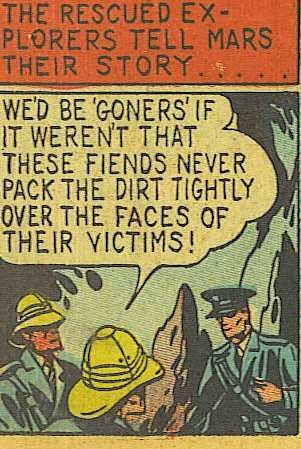 THE RESCUED EX-
PLORERS TELL MARS
THEIR STORY.....
WE'D BE 'GONERS' IF
IT WEREN'T THAT
THESE FIENDS NEVER
PACK THE DIRT TIGHTLY
OVER THE FACES OF
THEIR VICTIMS!